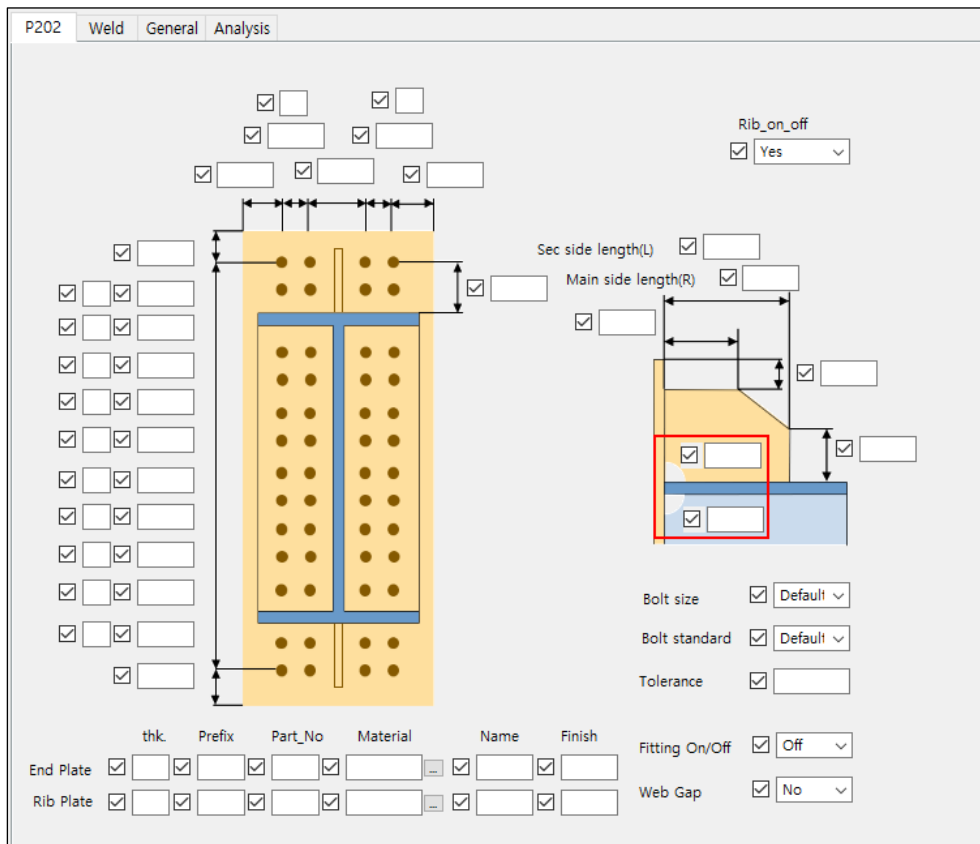 P202 Weld General Analysis
Rib_on_off
Yes
Sec side length(L)
Main side length(R)
Bolt size Default
Bolt standard Default
Tolerance
thk. Prefix Part_No Material Name Finish
End Plate ...
Rib Plate ...
Fitting On/Off Off
Web Gap No